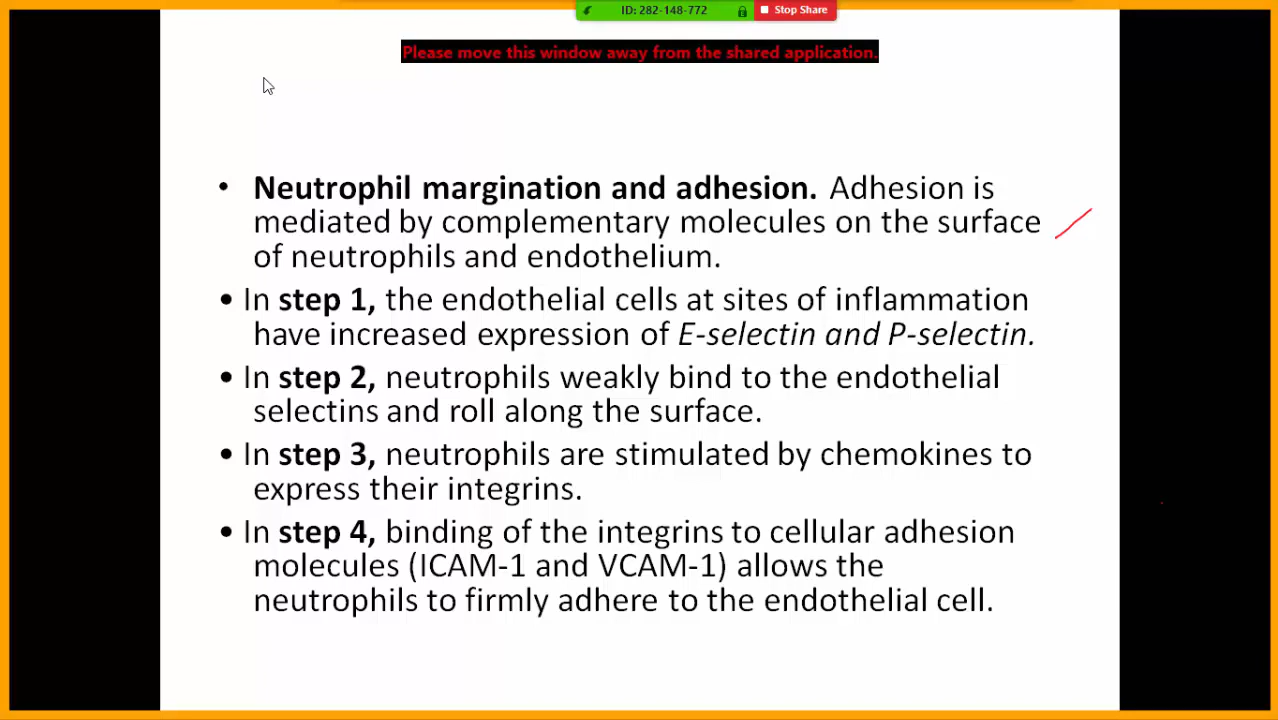 ID: 282-148-772
Stop Share
Please move this window away from the shared application.
• Neutrophil margination and adhesion. Adhesion is
mediated by complementary molecules on the surface
of neutrophils and endothelium.
• In step 1, the endothelial cells at sites of inflammation
have increased expression of E-selectin and P-selectin.
• In step 2, neutrophils weakly bind to the endothelial
selectins and roll along the surface.
• In step 3, neutrophils are stimulated by chemokines to
express their integrins.
• In step 4, binding of the integrins to cellular adhesion
molecules (ICAM-1 and VCAM-1) allows the
neutrophils to firmly adhere to the endothelial cell.